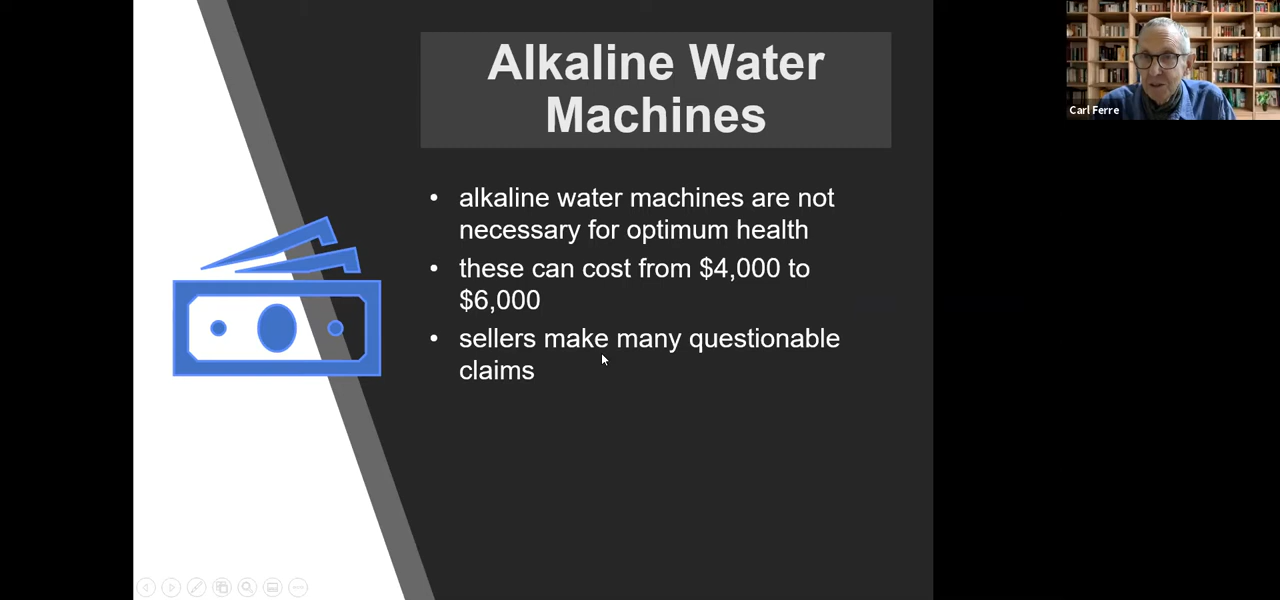 Alkaline Water
Machines
Carl Ferre
• alkaline water machines are not
necessary for optimum health
• these can cost from $4,000 to
$6,000
• sellers make many questionable
claims